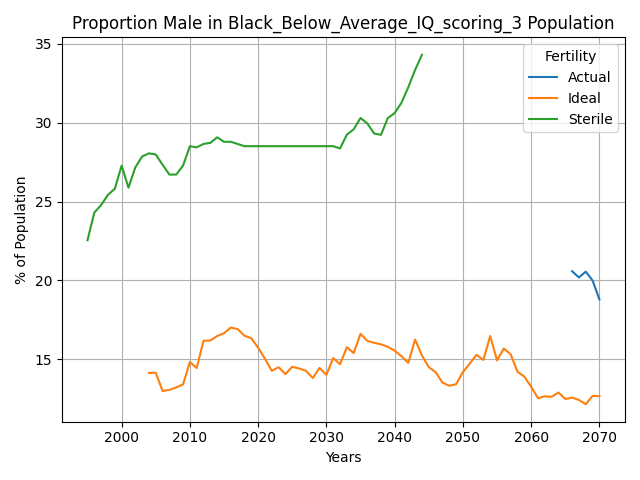 Proportion Male in Black_Below_Average_IQ_scoring_3 Population
35
30
25
20
15
% of Population
Fertility
Actual
Ideal
Sterile
2000 2010 2020 2030 2040 2050 2060 2070
Years